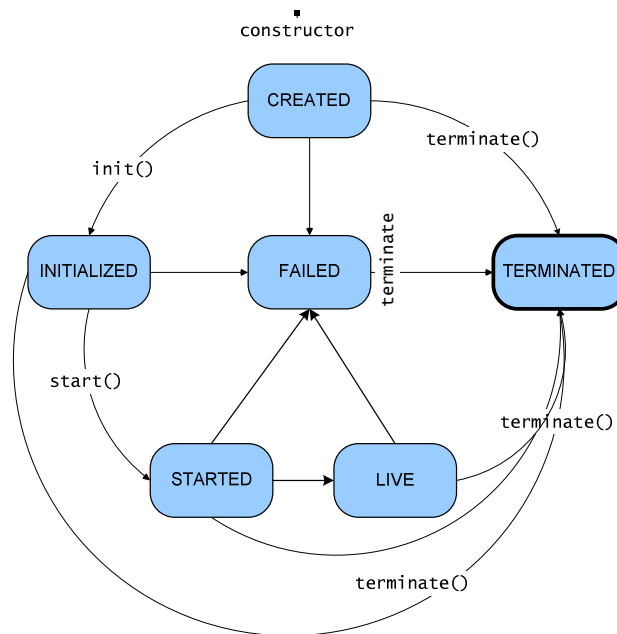 constructor
CREATED
terminate()
init()
terminate
INITIALIZED
FAILED
TERMINATED
start()
terminate()
STARTED
LIVE
terminate()